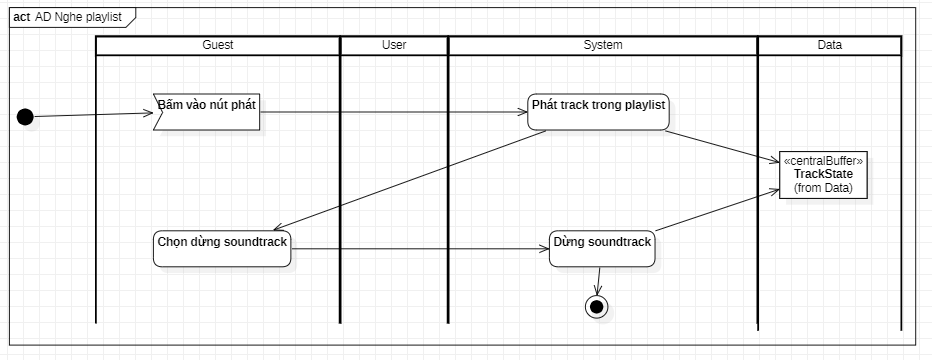 act AD Nghe playlist
Guest
User
System
Data
Bấm vào nút phát
Phát track trong playlist
«centralBuffer»
TrackState
(from Data)
Chọn dừng soundtrack
Dừng soundtrack